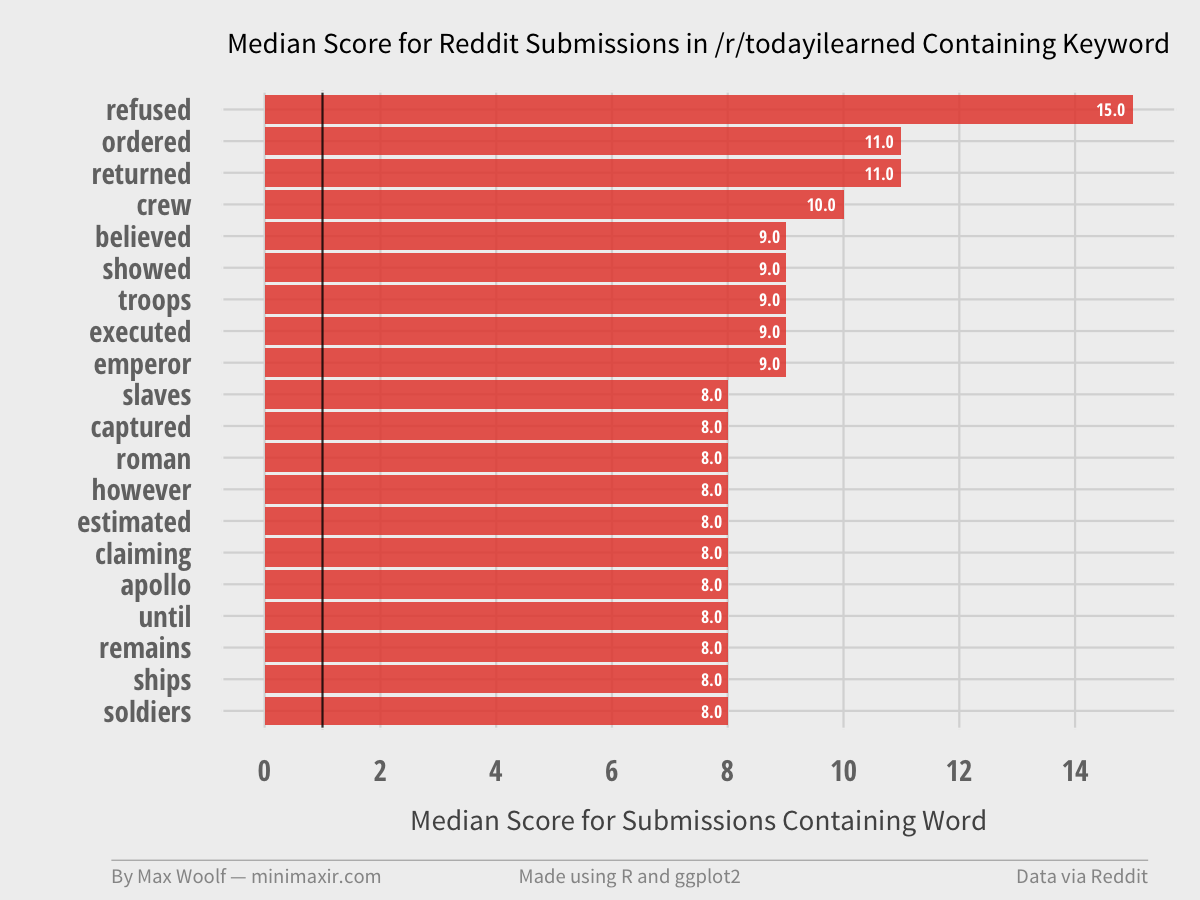 Median Score for Reddit Submissions in /r/todayilearned Containing Keyword
refused 15.0
ordered 11.0
returned 11.0
crew 10.0
believed 9.0
showed 9.0
troops 9.0
executed 9.0
emperor 9.0
slaves 8.0
captured 8.0
roman 8.0
however 8.0
estimated 8.0
claiming 8.0
apollo 8.0
until 8.0
remains 8.0
ships 8.0
soldiers 8.0
0 2 4 6 8 10 12 14
Median Score for Submissions Containing Word
By Max Woolf — minimaxir.com Made using R and ggplot2 Data via Reddit